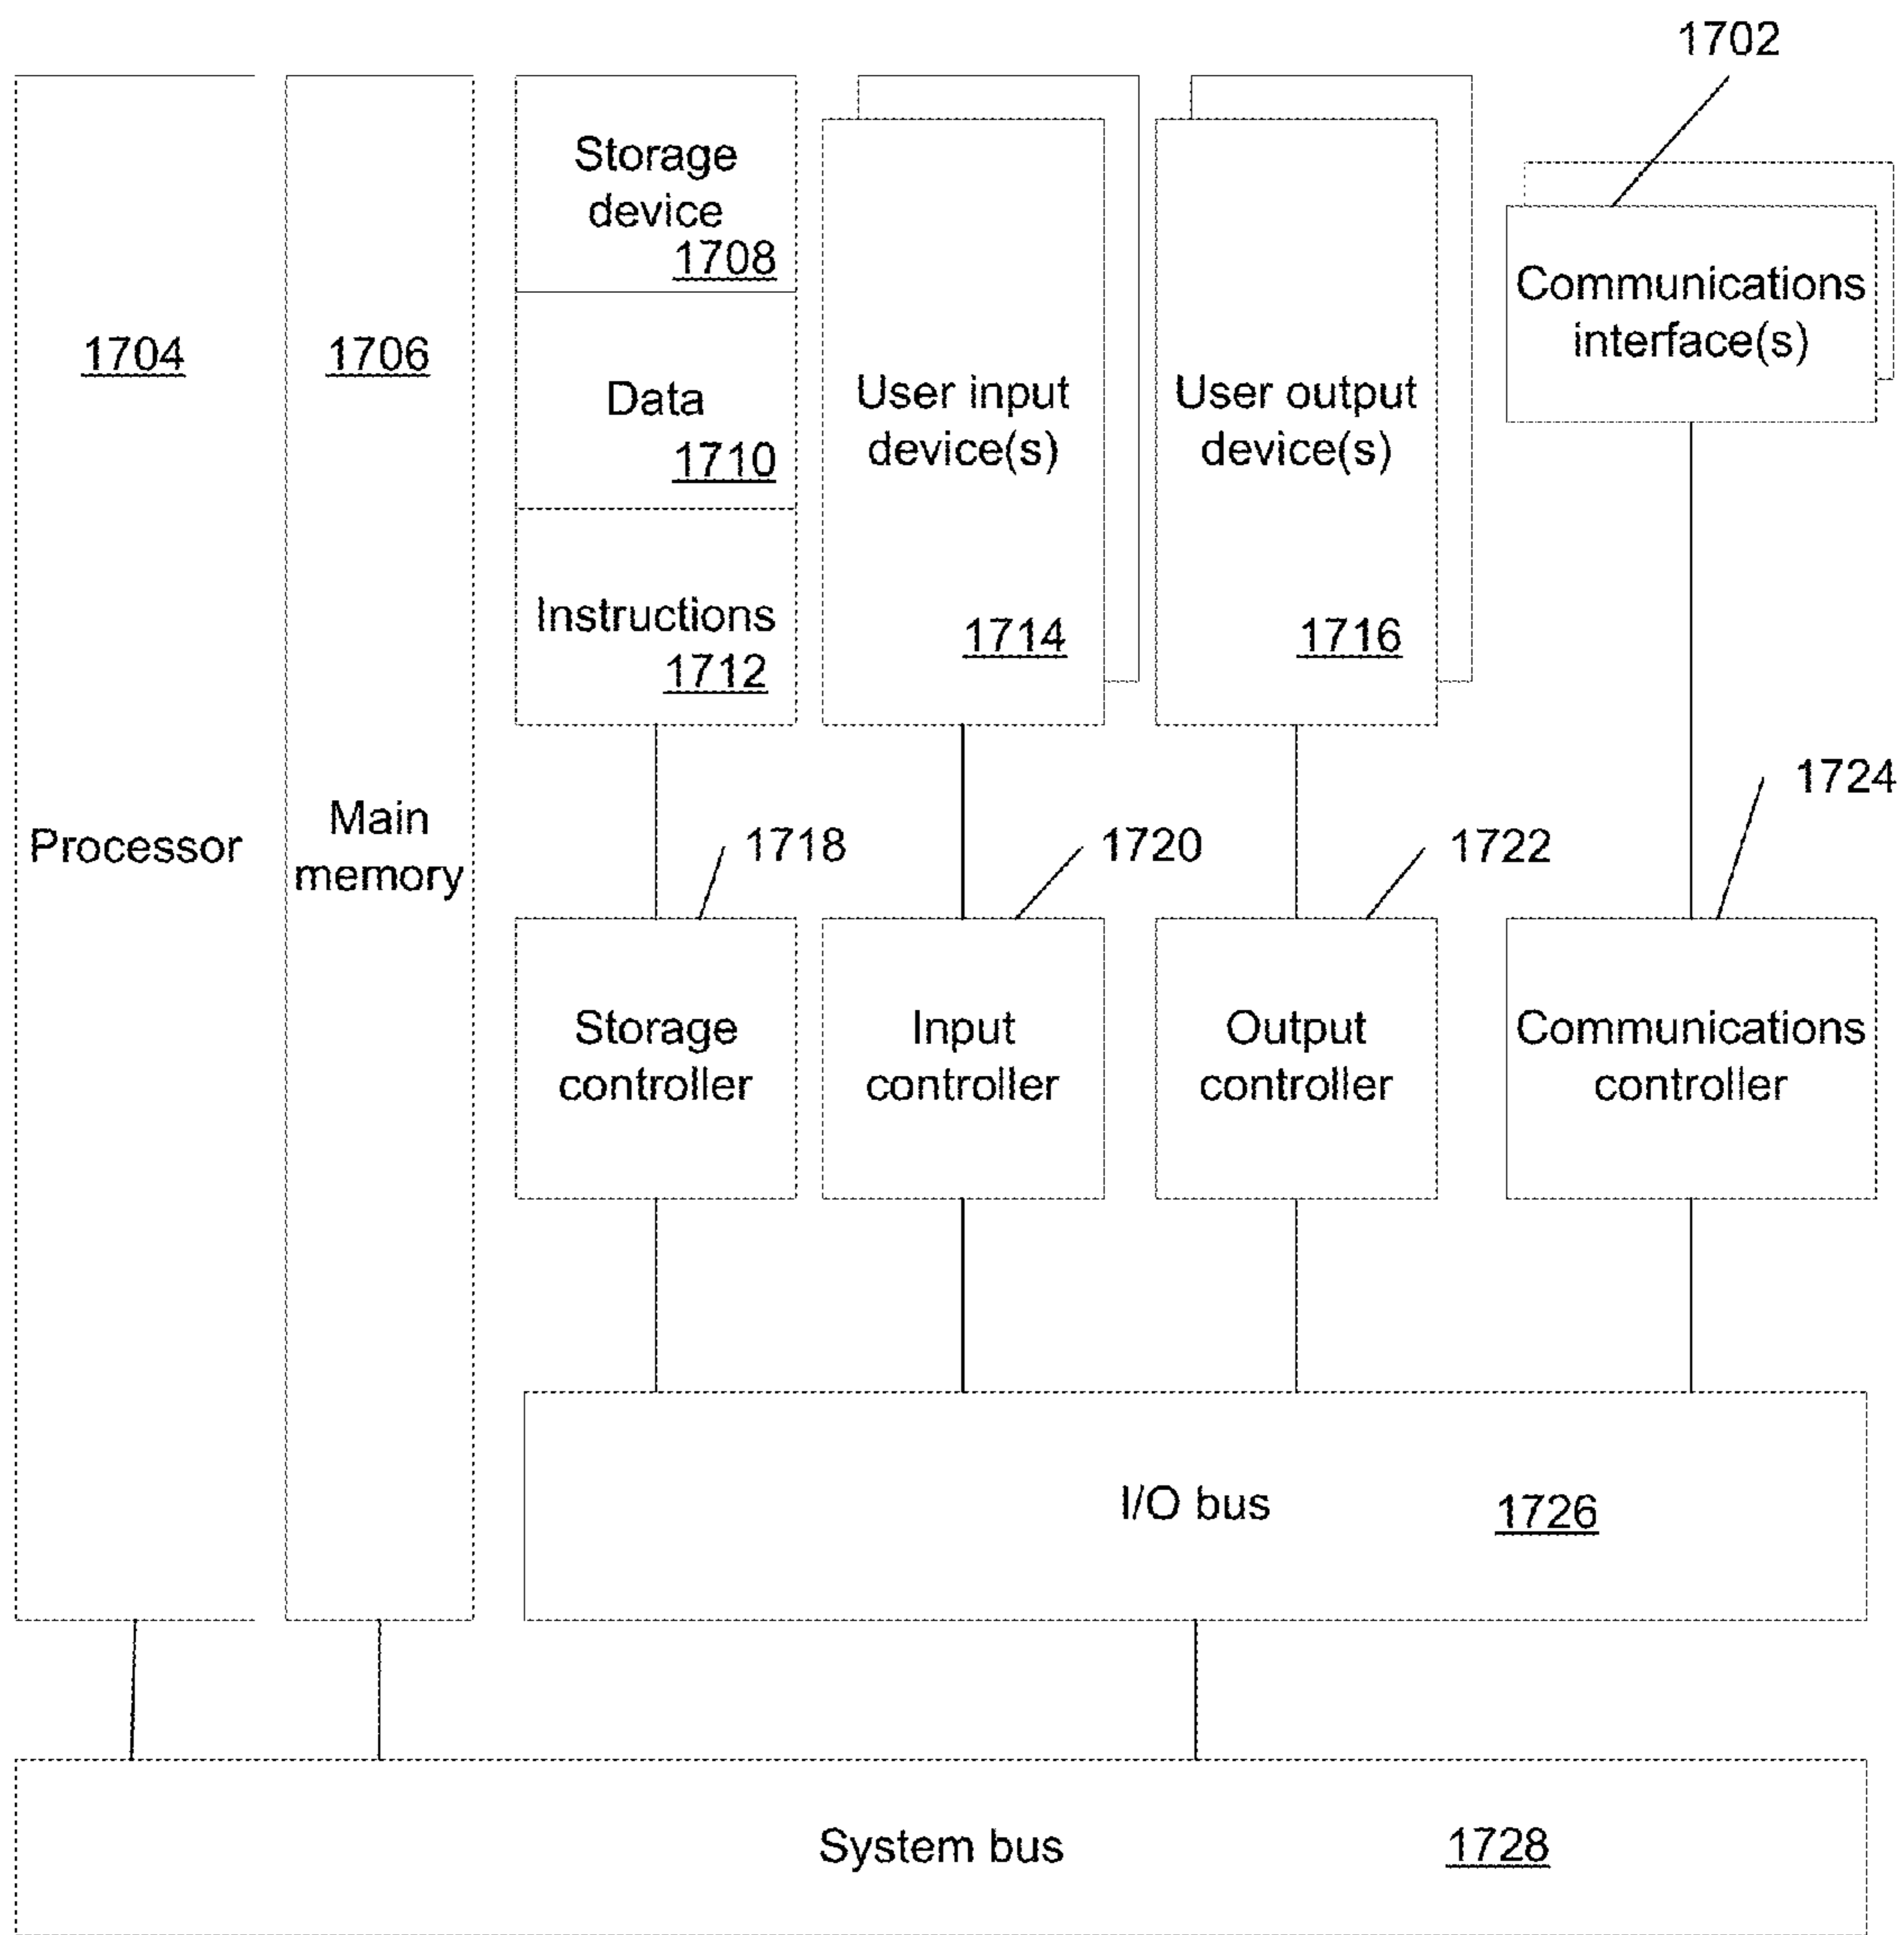 1702
Storage
device
1708
Communications
interface(s)
1704
1706
Data
1710
User input
device(s)
User output
device(s)
Instructions
1712
1714
1716
1724
Processor
Main
memory
1718
1720
1722
Storage
controller
Input
controller
Output
controller
Communications
controller
I/O bus
1726
System bus
1728